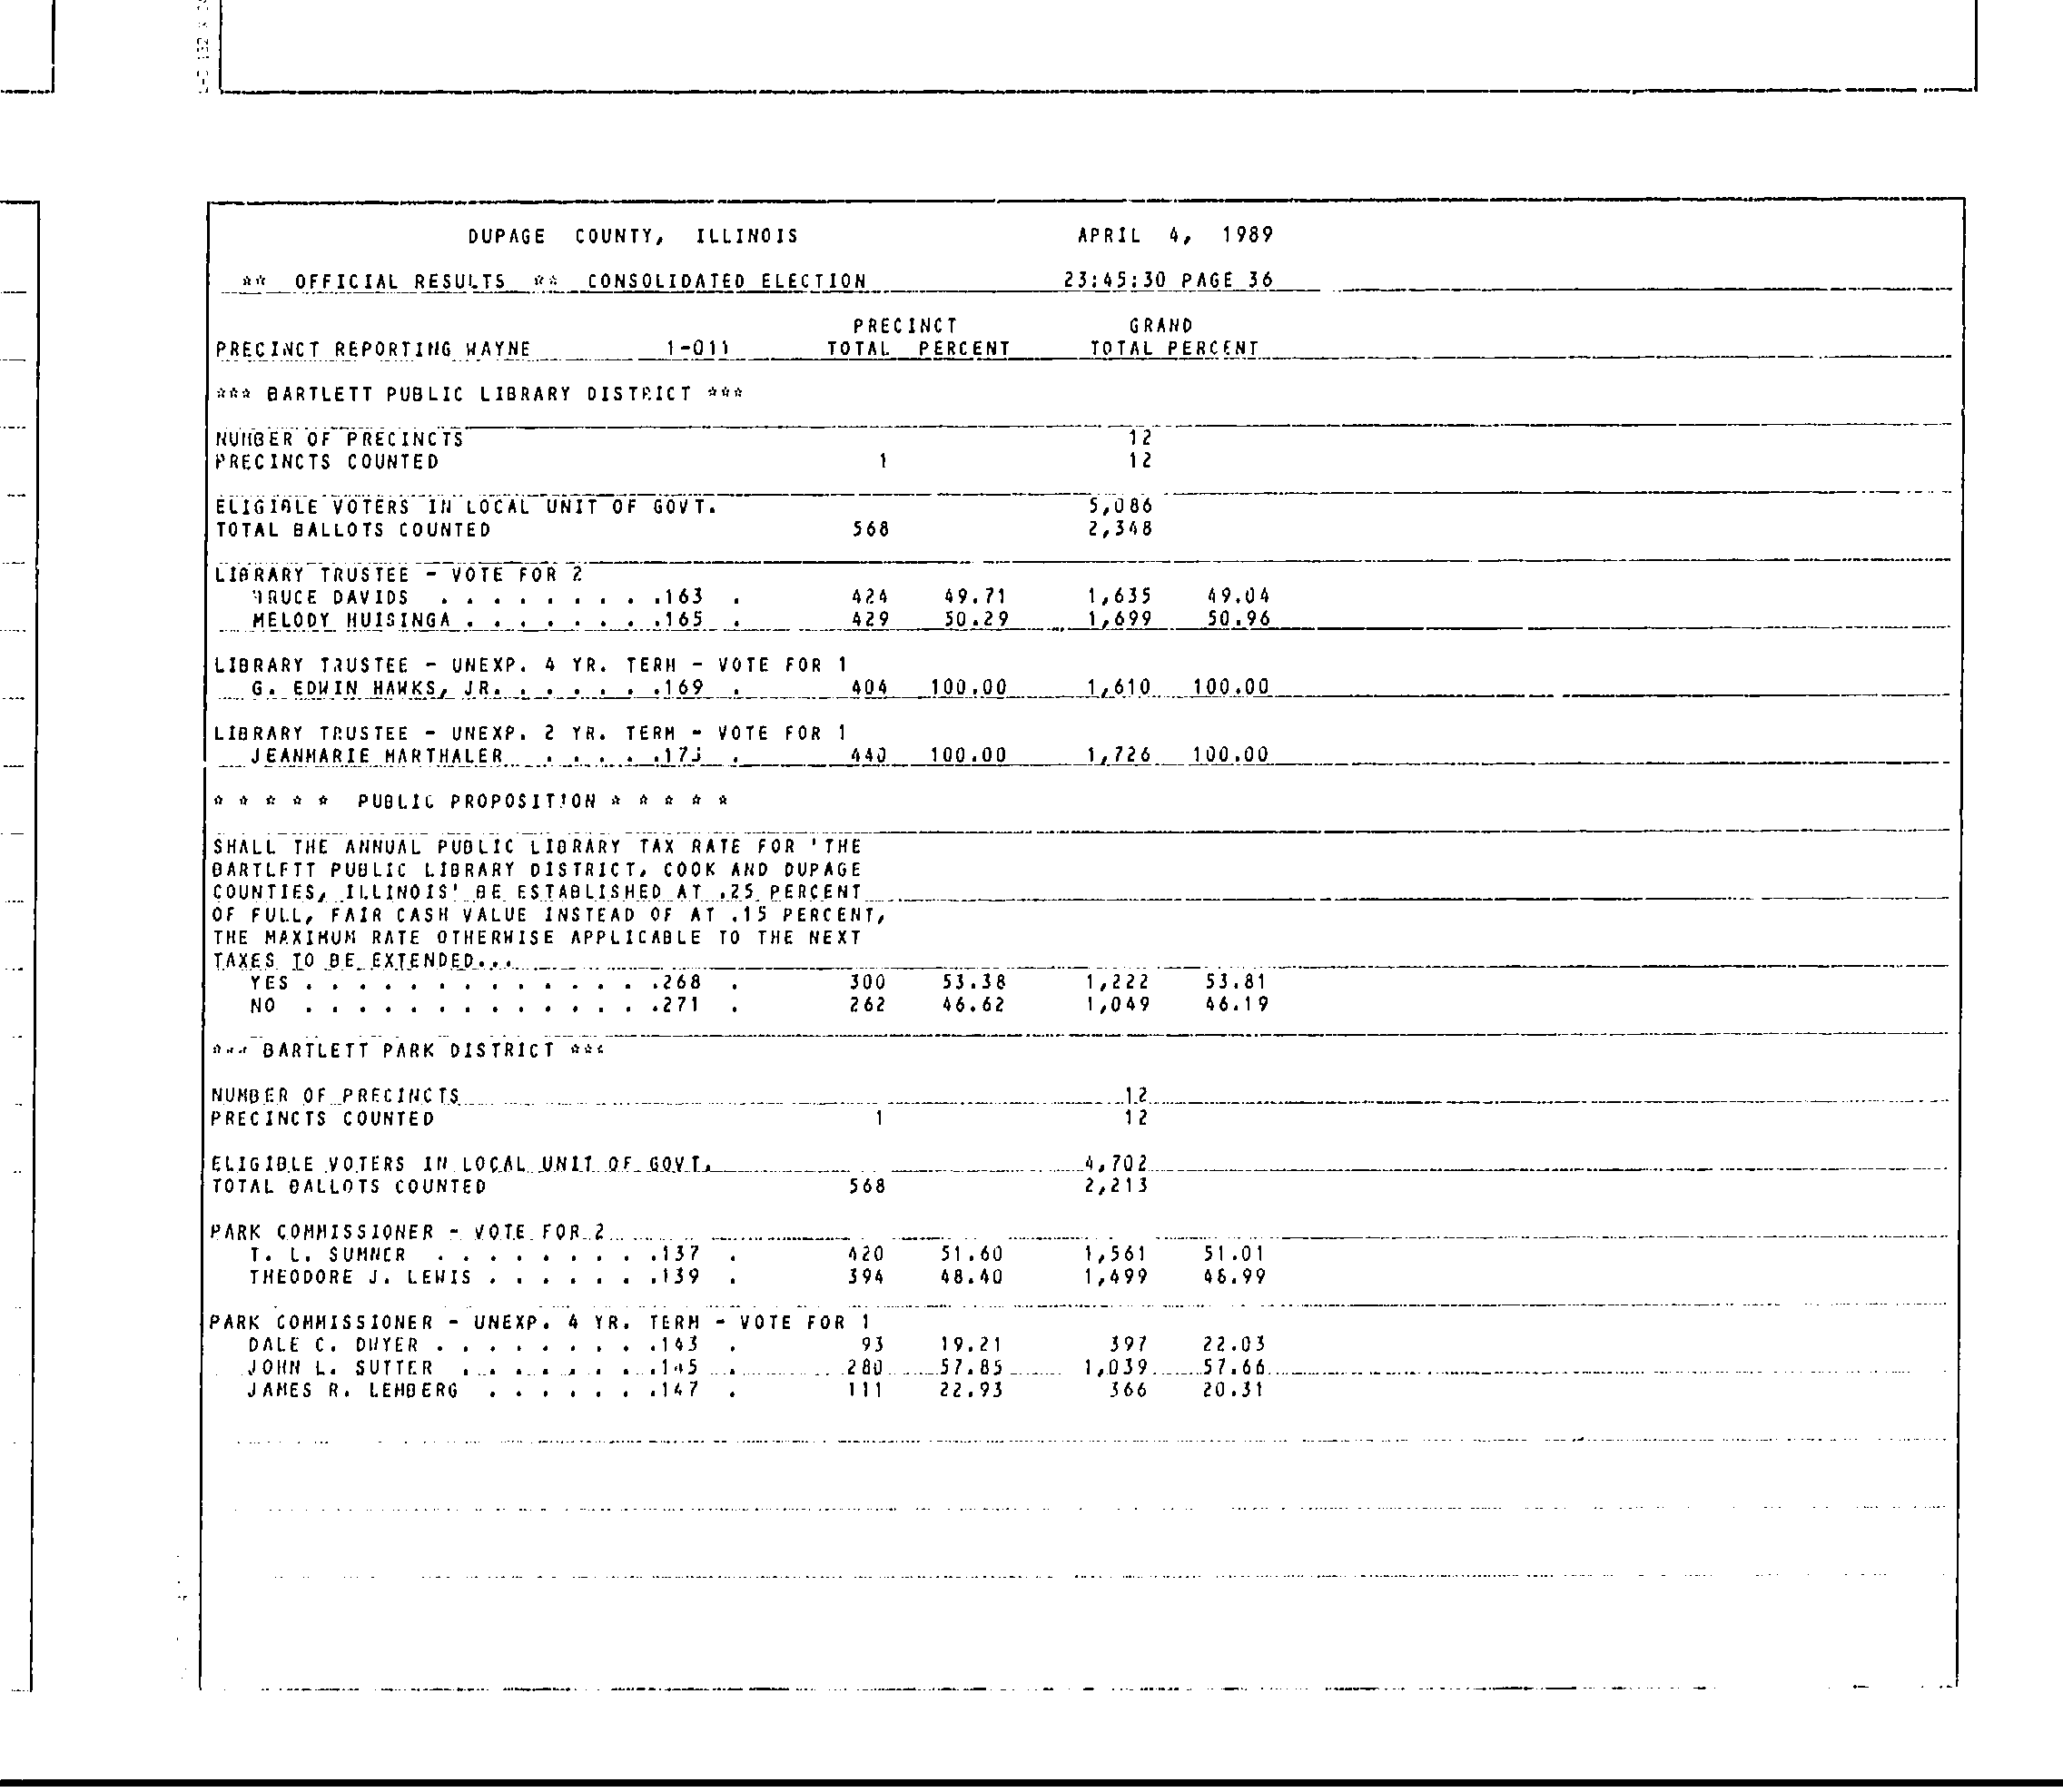 DUPAGE COUNTY, ILLINOIS APRIL 4, 1989
** OFFICIAL RESULTS ** CONSOLIDATED ELECTION 23:45:30 PAGE 36
PRECINCT GRAND
PRECINCT REPORTING WAYNE 1-011 TOTAL PERCENT TOTAL PERCENT
*** BARTLETT PUBLIC LIBRARY DISTRICT ***
NUMBER OF PRECINCTS 12
PRECINCTS COUNTED 1 12
ELIGIBLE VOTERS IN LOCAL UNIT OF GOVT. 5,086
TOTAL BALLOTS COUNTED 568 2,348
LIBRARY TRUSTEE - VOTE FOR 2
BRUCE DAVIDS . . . . . . . . .163 . 424 49.71 1,635 49.04
MELODY HUISINGA . . . . . . . .165 . 429 50.29 1,699 50.96
LIBRARY TRUSTEE - UNEXP. 4 YR. TERM - VOTE FOR 1
G. EDWIN HAWKS, JR. . . . . . .169 . 404 100.00 1,610 100.00
LIBRARY TRUSTEE - UNEXP. 2 YR. TERM - VOTE FOR 1
JEANMARIE MARTHALER . . . . .173 . 440 100.00 1,726 100.00
* * * * * PUBLIC PROPOSITION * * * * *
SHALL THE ANNUAL PUBLIC LIBRARY TAX RATE FOR 'THE
BARTLETT PUBLIC LIBRARY DISTRICT, COOK AND DUPAGE
COUNTIES, ILLINOIS' BE ESTABLISHED AT .25 PERCENT
OF FULL, FAIR CASH VALUE INSTEAD OF AT .15 PERCENT,
THE MAXIMUM RATE OTHERWISE APPLICABLE TO THE NEXT
TAXES TO BE EXTENDED...
YES . . . . . . . . . . . . . .268 . 300 53.38 1,222 53.81
NO . . . . . . . . . . . . . .271 . 262 46.62 1,049 46.19
*** BARTLETT PARK DISTRICT ***
NUMBER OF PRECINCTS 12
PRECINCTS COUNTED 1 12
ELIGIBLE VOTERS IN LOCAL UNIT OF GOVT. 4,702
TOTAL BALLOTS COUNTED 568 2,213
PARK COMMISSIONER - VOTE FOR 2
T. L. SUMNER . . . . . . . . .137 . 420 51.60 1,561 51.01
THEODORE J. LEWIS . . . . . . .139 . 394 48.40 1,499 48.99
PARK COMMISSIONER - UNEXP. 4 YR. TERM - VOTE FOR 1
DALE C. DWYER . . . . . . . . .143 . 93 19.21 397 22.03
JOHN L. SUTTER . . . . . . . .145 . 280 57.85 1,039 57.66
JAMES R. LEMBERG . . . . . . .147 . 111 22.93 366 20.31